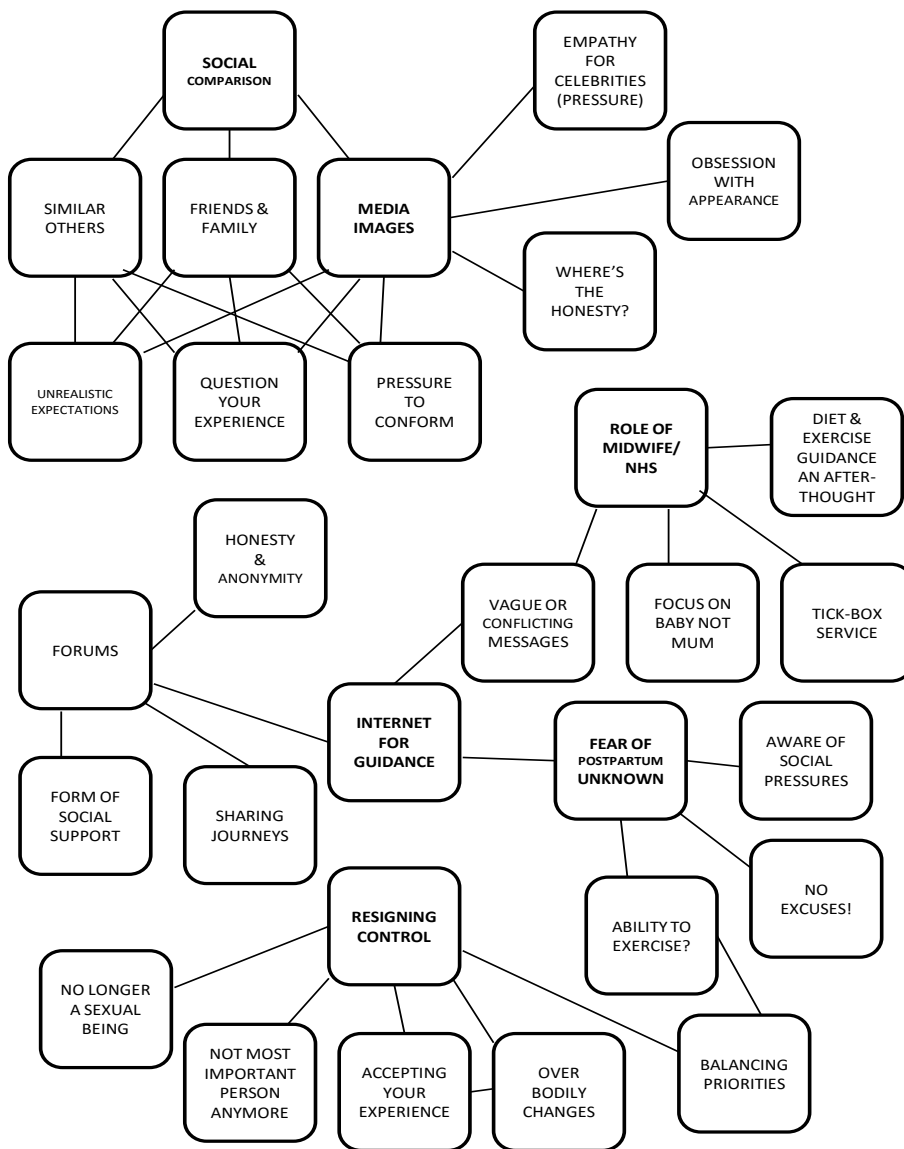 SOCIAL
COMPARISON
EMPATHY
FOR
CELEBRITIES
(PRESSURE)
OBSESSION
WITH
APPEARANCE
SIMILAR
OTHERS
FRIENDS &
FAMILY
MEDIA
IMAGES
WHERE'S
THE
HONESTY?
UNREALISTIC
EXPECTATIONS
QUESTION
YOUR
EXPERIENCE
PRESSURE
TO
CONFORM
ROLE OF
MIDWIFE/
NHS
DIET &
EXERCISE
GUIDANCE
AN AFTER-
THOUGHT
HONESTY
&
ANONYMITY
VAGUE OR
CONFLICTING
MESSAGES
FOCUS ON
BABY NOT
MUM
TICK-BOX
SERVICE
FORUMS
INTERNET
FOR
GUIDANCE
FEAR OF
POSTPARTUM
UNKNOWN
AWARE OF
SOCIAL
PRESSURES
FORM OF
SOCIAL
SUPPORT
SHARING
JOURNEYS
NO
EXCUSES!
RESIGNING
CONTROL
ABILITY TO
EXERCISE?
NO LONGER
A SEXUAL
BEING
NOT MOST
IMPORTANT
PERSON
ANYMORE
ACCEPTING
YOUR
EXPERIENCE
OVER
BODILY
CHANGES
BALANCING
PRIORITIES